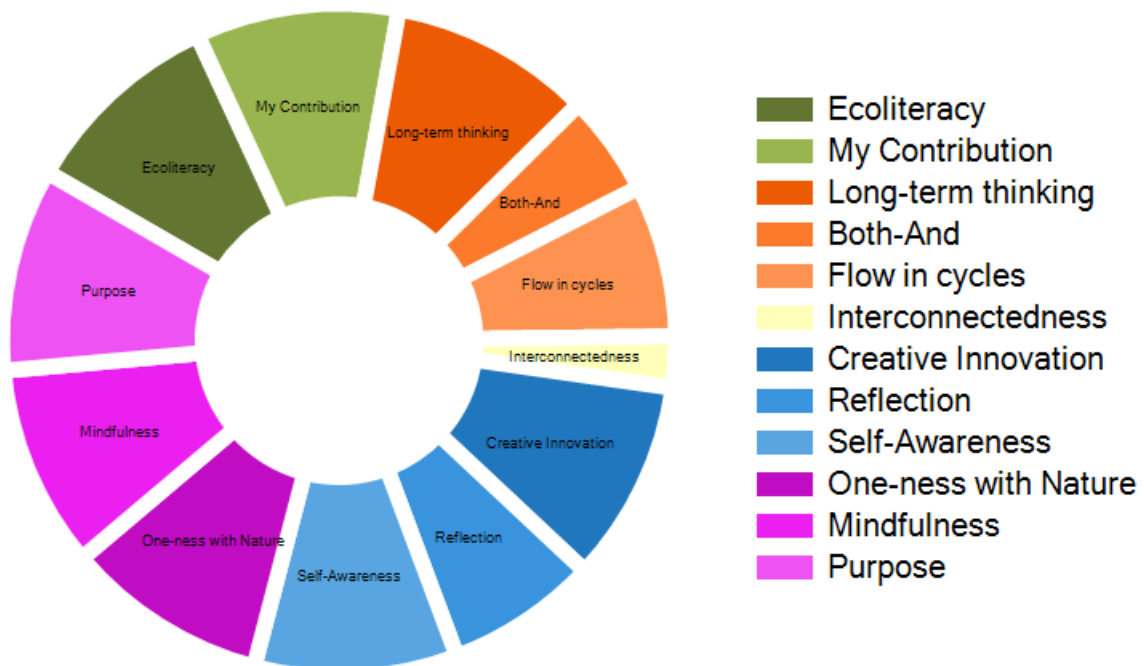 My Contribution
Long-term thinking
Ecoliteracy
Both-And
Flow in cycles
Purpose
Interconnectedness
Mindfulness
Creative Innovation
One-ness with Nature
Reflection
Self-Awareness
Ecoliteracy
My Contribution
Long-term thinking
Both-And
Flow in cycles
Interconnectedness
Creative Innovation
Reflection
Self-Awareness
One-ness with Nature
Mindfulness
Purpose